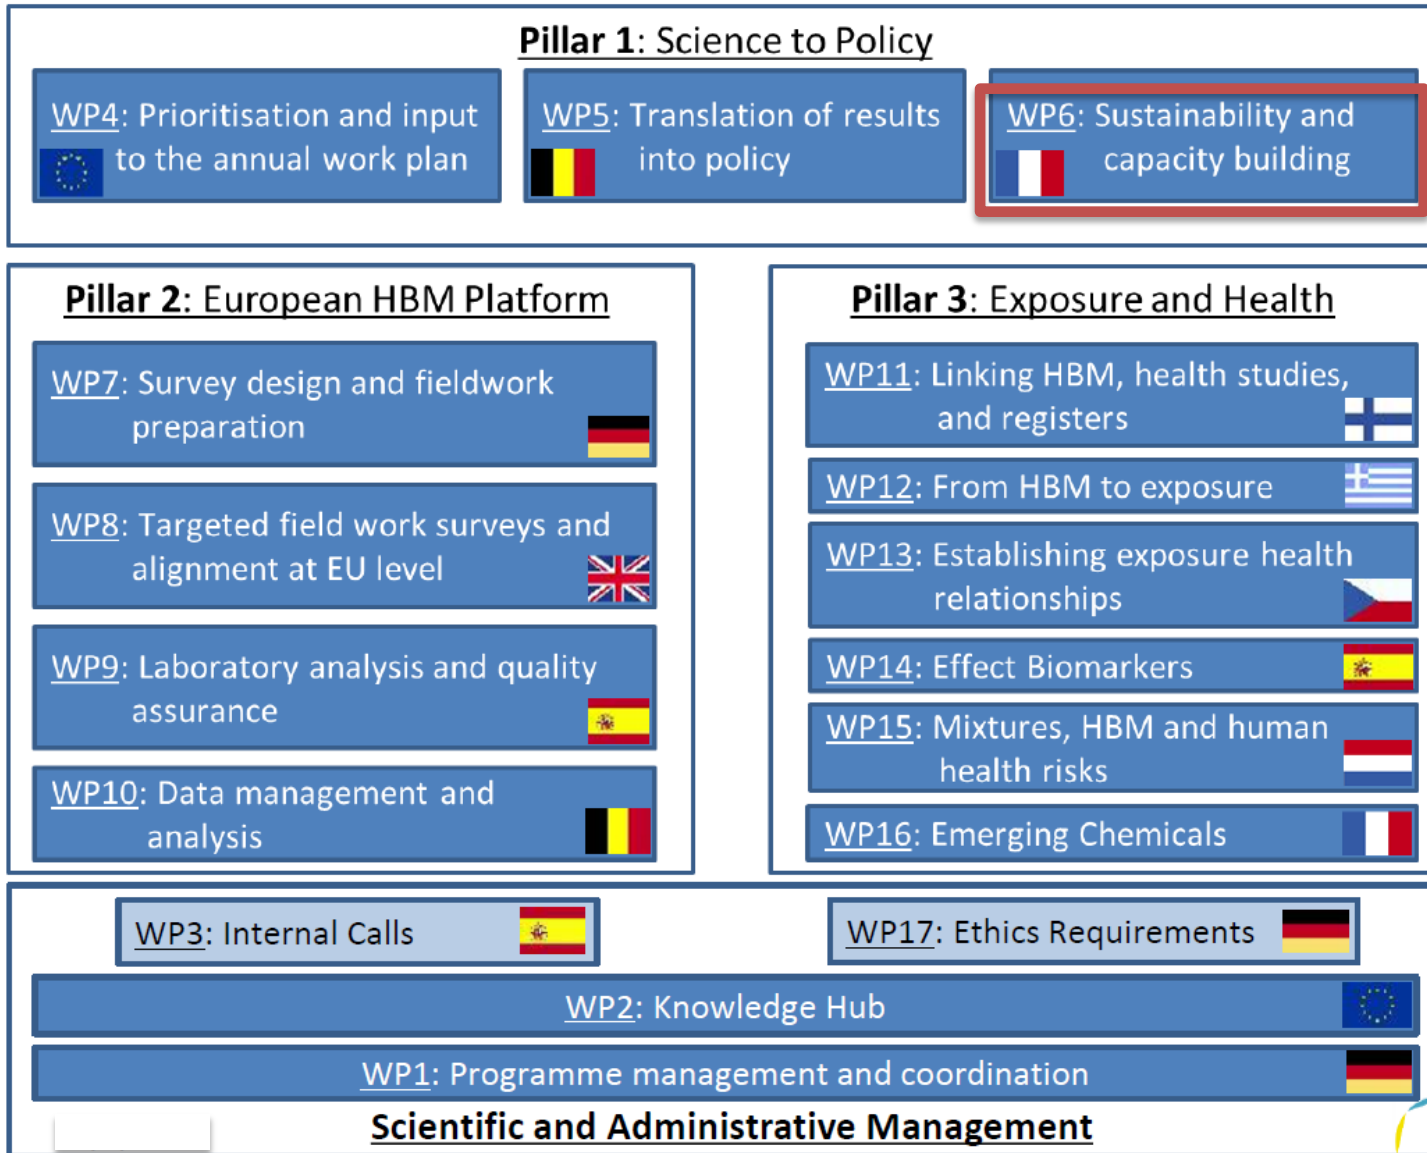 Pillar 1: Science to Policy
WP4: Prioritisation and input
to the annual work plan
WP5: Translation of results
into policy
WP6: Sustainability and
capacity building
Pillar 2: European HBM Platform
WP7: Survey design and fieldwork
preparation
WP8: Targeted field work surveys and
alignment at EU level
WP9: Laboratory analysis and quality
assurance
WP10: Data management and
analysis
Pillar 3: Exposure and Health
WP11: Linking HBM, health studies,
and registers
WP12: From HBM to exposure
WP13: Establishing exposure health
relationships
WP14: Effect Biomarkers
WP15: Mixtures, HBM and human
health risks
WP16: Emerging Chemicals
WP3: Internal Calls
WP17: Ethics Requirements
WP2: Knowledge Hub
WP1: Programme management and coordination
Scientific and Administrative Management